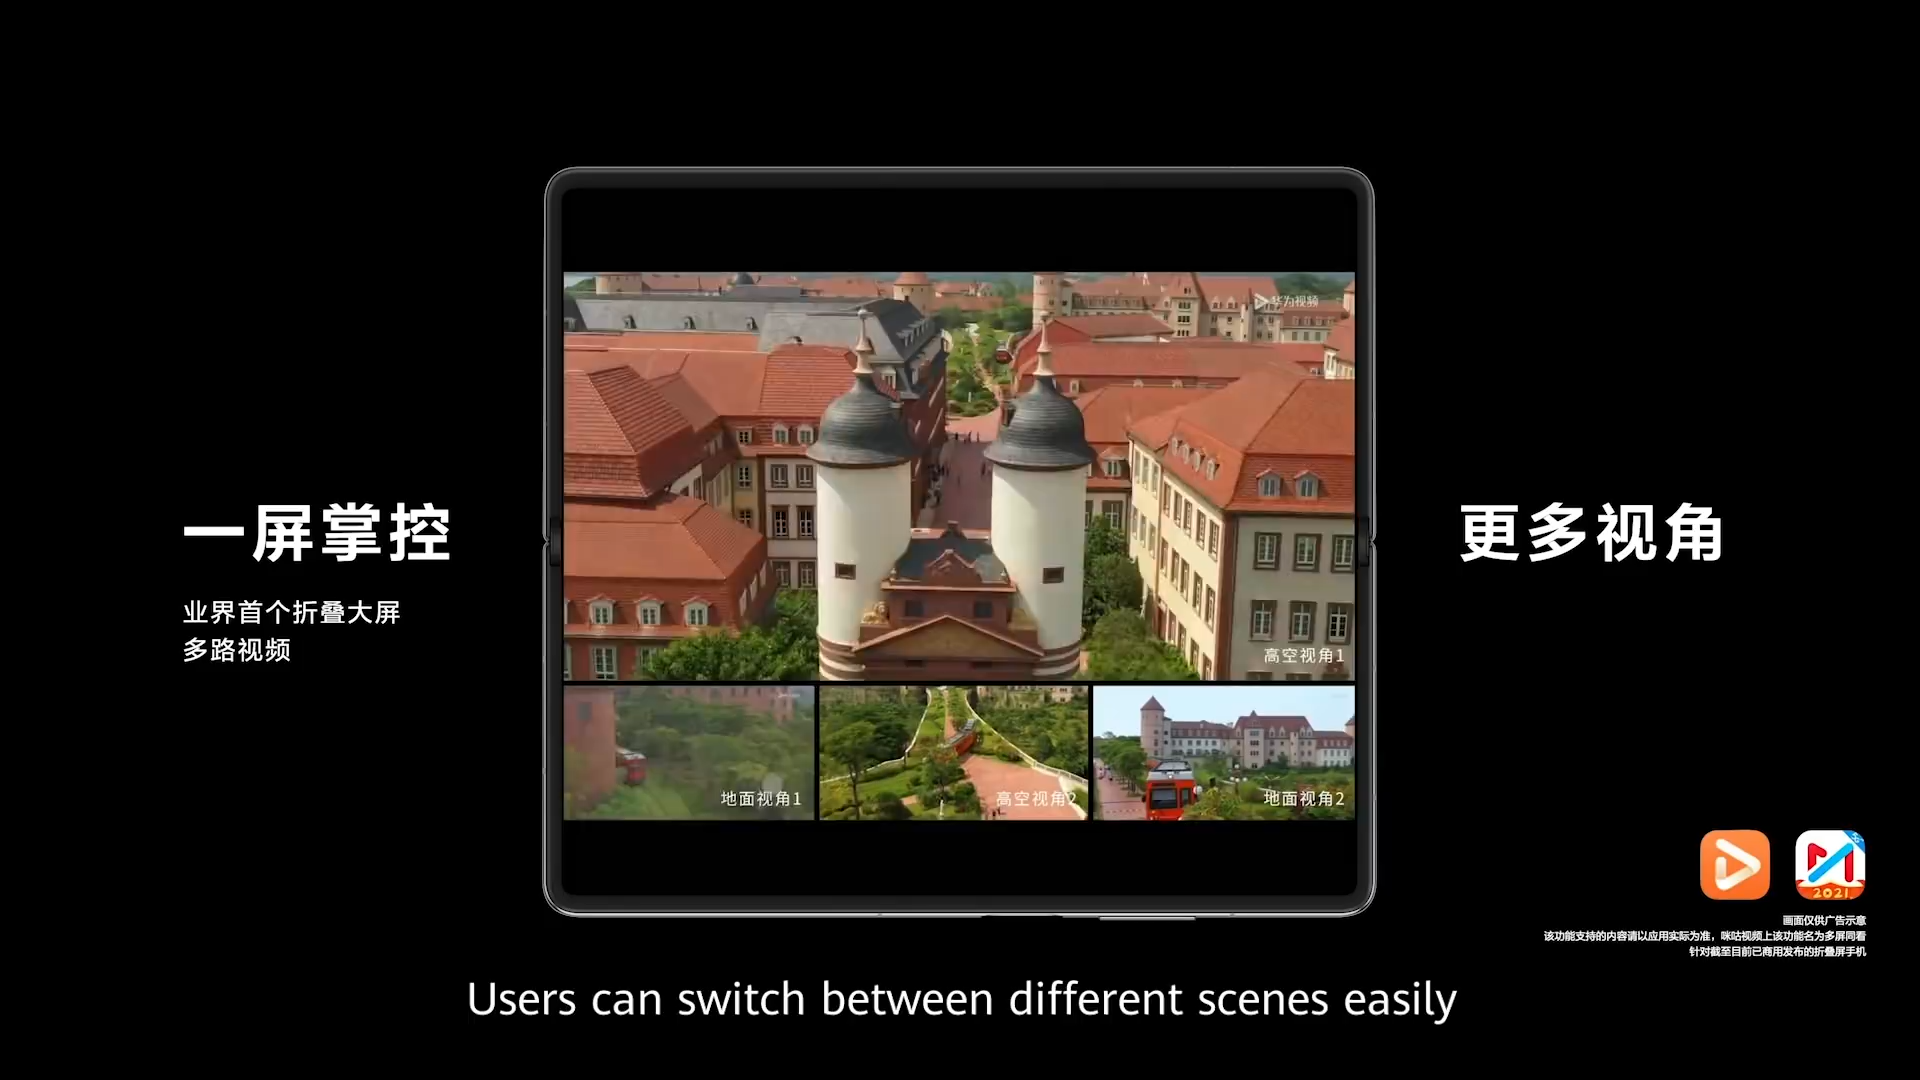 华为视频
一屏掌控
更多视角
业界首个折叠大屏
多路视频
高空视角1
地面视角1
高空视角2
地面视角2
2021
画面仅供广告示意
该功能支持的内容请以应用实际为准，咪咕视频上该功能名为多屏同看
针对截至目前已商用发布的折叠屏手机
Users can switch between different scenes easily